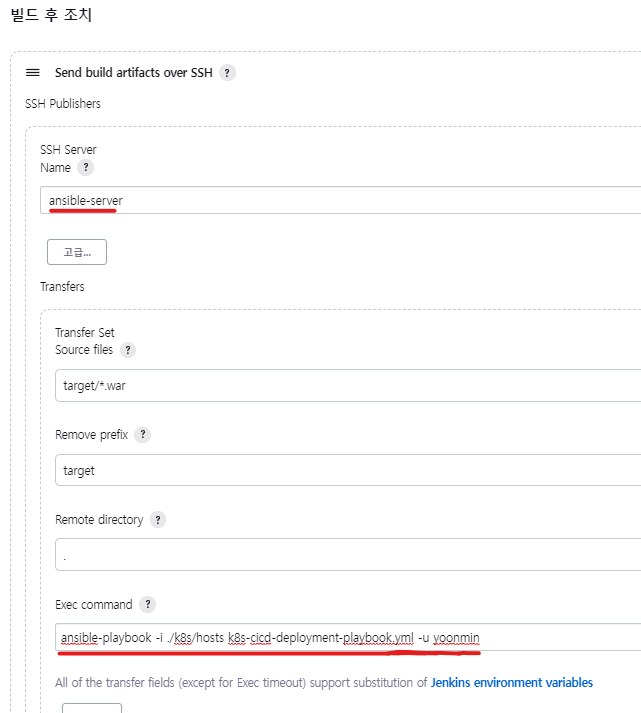 빌드 후 조치
Send build artifacts over SSH ?
SSH Publishers
SSH Server
Name ?
ansible-server
고급...
Transfers
Transfer Set
Source files ?
target/*.war
Remove prefix ?
target
Remote directory ?
.
Exec command ?
ansible-playbook -i ./k8s/hosts k8s-cicd-deployment-playbook.yml -u yoonmin
All of the transfer fields (except for Exec timeout) support substitution of Jenkins environment variables